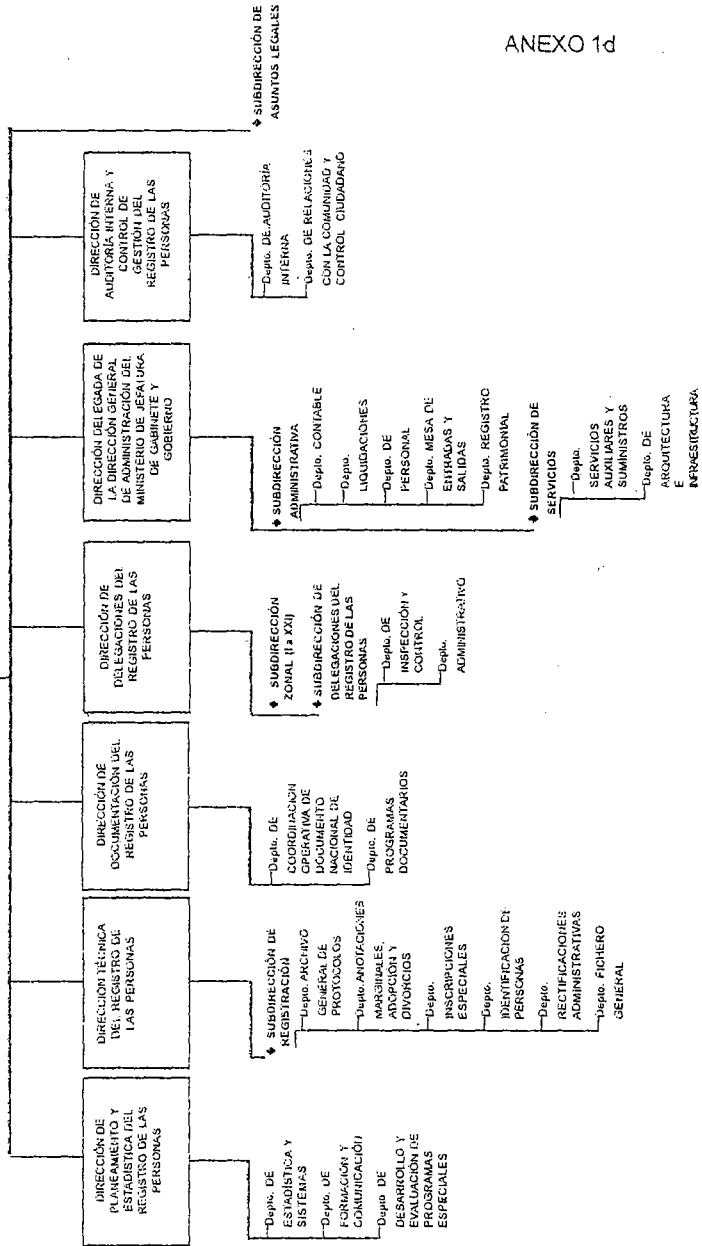 ANEXO 1d
DIRECCIÓN DE
PLANEAMIENTO Y
ESTADÍSTICA DEL
REGISTRO DE LAS
PERSONAS
Depto. DE
ESTADÍSTICA Y
SISTEMAS
Depto. DE
FORMACIÓN Y
COMUNICACIÓN
Depto DE
DESARROLLO Y
EVALUACIÓN DE
PROGRAMAS
ESPECIALES
DIRECCIÓN TÉCNICA
DEL REGISTRO DE
LAS PERSONAS
♦ SUBDIRECCIÓN DE
REGISTRACIÓN
Depto. ARCHIVO
GENERAL DE
PROTOCOLOS
Depto. ANOTACIONES
MARGINALES,
ADOPCIÓN Y
DIVORCIOS
Depto.
INSCRIPCIONES
ESPECIALES
Depto.
IDENTIFICACIÓN DE
PERSONAS
Depto.
RECTIFICACIONES
ADMINISTRATIVAS
Depto. FICHERO
GENERAL
DIRECCIÓN DE
DOCUMENTACIÓN DEL
REGISTRO DE LAS
PERSONAS
Depto. DE
COORDINACIÓN
OPERATIVA DE
DOCUMENTO
NACIONAL DE
IDENTIDAD
Depto. DE
PROGRAMAS
DOCUMENTARIOS
DIRECCIÓN DE
DELEGACIONES DEL
REGISTRO DE LAS
PERSONAS
♦ SUBDIRECCIÓN
ZONAL (I a XXI)
♦ SUBDIRECCIÓN DE
DELEGACIONES DEL
REGISTRO DE LAS
PERSONAS
Depto. DE
INSPECCIÓN Y
CONTROL
Depto.
ADMINISTRATIVO
DIRECCIÓN DELEGADA DE
LA DIRECCIÓN GENERAL
DE ADMINISTRACIÓN DEL
MINISTERIO DE JEFATURA
DE GABINETE Y
GOBIERNO
♦ SUBDIRECCIÓN
ADMINISTRATIVA
Depto. CONTABLE
Depto.
LIQUIDACIONES
Depto. DE
PERSONAL
Depto. MESA DE
ENTRADAS Y
SALIDAS
Depto. REGISTRO
PATRIMONIAL
♦ SUBDIRECCIÓN DE
SERVICIOS
Depto.
SERVICIOS
AUXILIARES Y
SUMINISTROS
Depto. DE
ARQUITECTURA
E
INFRAESTRUCTURA
DIRECCIÓN DE
AUDITORÍA INTERNA Y
CONTROL DE
GESTIÓN DEL
REGISTRO DE LAS
PERSONAS
Depto. DE AUDITORÍA
INTERNA
Depto. DE RELACIONES
CON LA COMUNIDAD Y
CONTROL CIUDADANO
♦ SUBDIRECCIÓN DE
ASUNTOS LEGALES